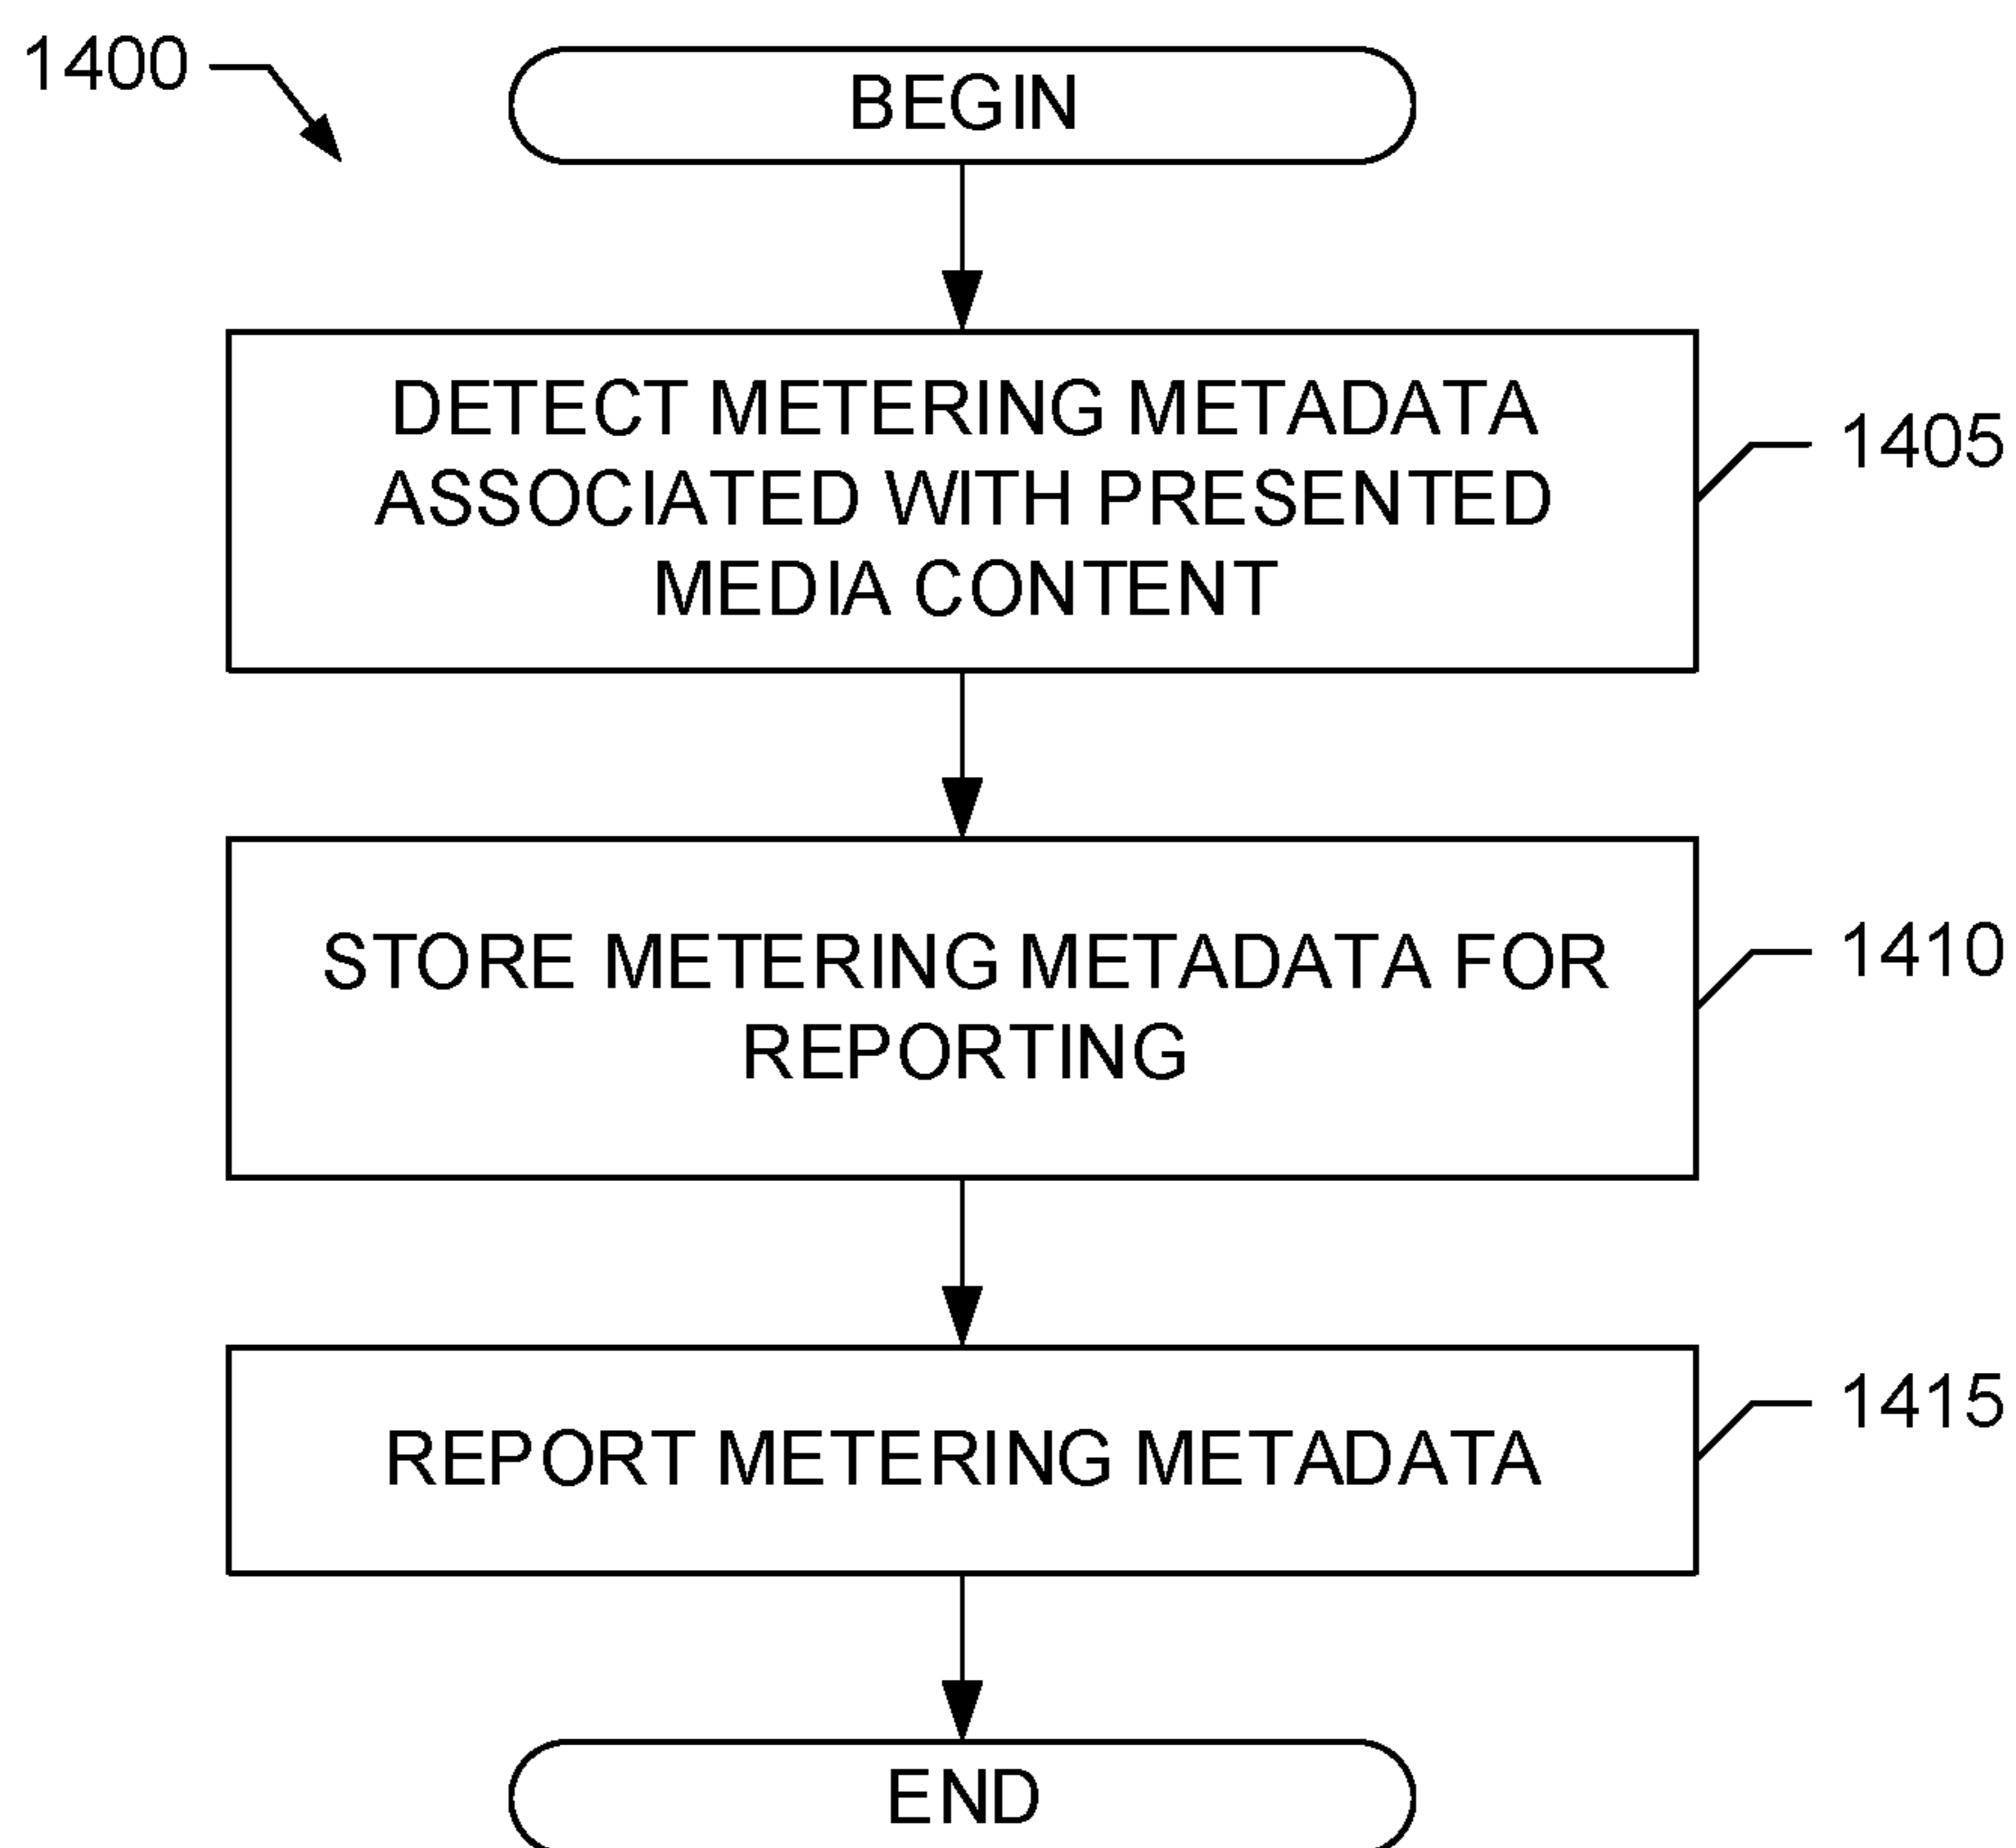 1400
BEGIN
DETECT METERING METADATA
ASSOCIATED WITH PRESENTED
MEDIA CONTENT
1405
STORE METERING METADATA FOR
REPORTING
1410
REPORT METERING METADATA
1415
END